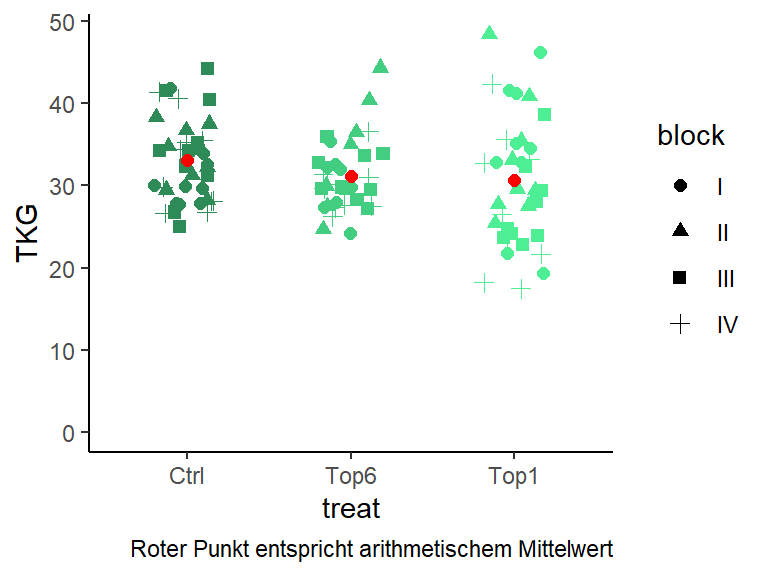 50
40
30
20
10
0
TKG
Ctrl
Top6
Top1
treat
Roter Punkt entspricht arithmetischem Mittelwert
block
I
II
III
IV